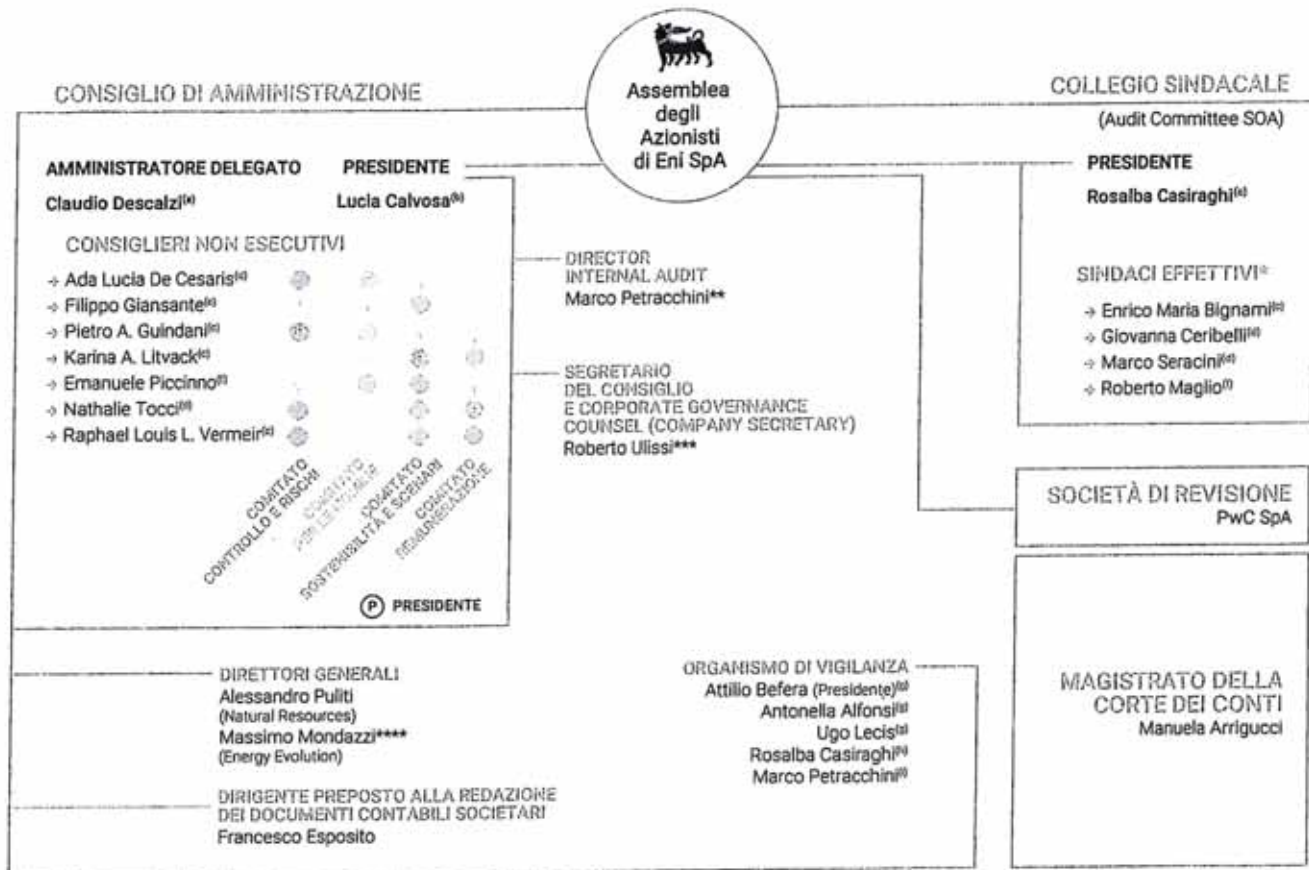 CONSIGLIO DI AMMINISTRAZIONE
Assemblea
degli
Azionisti
di Eni SpA
COLLEGIO SINDACALE
(Audit Committee SOA)
AMMINISTRATORE DELEGATO
Claudio Descalzi(a)
PRESIDENTE
Lucia Calvosa(b)
CONSIGLIERI NON ESECUTIVI
→ Ada Lucia De Cesaris(c)
→ Filippo Giansante(c)
→ Pietro A. Guindani(c)
→ Karina A. Litvack(c)
→ Emanuele Piccinno(f)
→ Nathalie Tocci(d)
→ Raphael Louis L. Vermeir(c)
COMITATO
CONTROLLO E RISCHI
COMITATO
PER LE NOMINE
COMITATO
SOSTENIBILITÀ E SCENARI
COMITATO
REMUNERAZIONE
P PRESIDENTE
DIRECTOR
INTERNAL AUDIT
Marco Petracchini**
SEGRETARIO
DEL CONSIGLIO
E CORPORATE GOVERNANCE
COUNSEL (COMPANY SECRETARY)
Roberto Ulissi***
PRESIDENTE
Rosalba Casiraghi
SINDACI EFFETTIVI*
→ Enrico Maria Bignami
→ Giovanna Ceribelli
→ Marco Seracini(d)
→ Roberto Maglio
SOCIETÀ DI REVISIONE
PwC SpA
MAGISTRATO DELLA
CORTE DEI CONTI
Manuela Arrigucci
DIRETTORI GENERALI
Alessandro Puliti
(Natural Resources)
Massimo Mondazzi****
(Energy Evolution)
DIRIGENTE PREPOSTO ALLA REDAZIONE
DEI DOCUMENTI CONTABILI SOCIETARI
Francesco Esposito
ORGANISMO DI VIGILANZA
Attilio Befera (Presidente)(g)
Antonella Alfonsi(g)
Ugo Lecis(g)
Rosalba Casiraghi(h)
Marco Petracchini